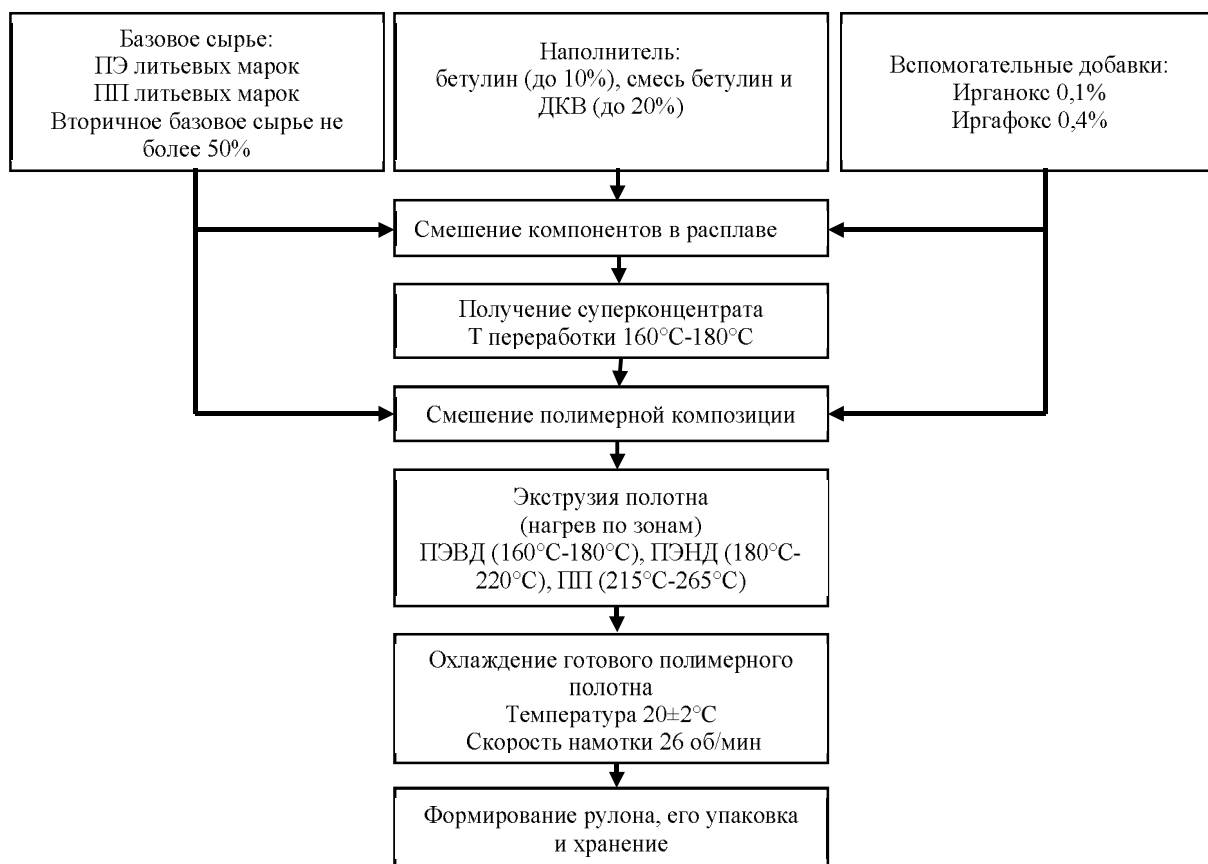 Базовое сырье:
ПЭ литьевых марок
ПП литьевых марок
Вторичное базовое сырье не
более 50%
Наполнитель:
бетулин (до 10%), смесь бетулин и
ДКВ (до 20%)
Вспомогательные добавки:
Ирганокс 0,1%
Иргафокс 0,4%
Смешение компонентов в расплаве
Получение суперконцентрата
Т переработки 160°С-180°С
Смешение полимерной композиции
Экструзия полотна
(нагрев по зонам)
ПЭВД (160°С-180°С), ПЭНД (180°С-
220°С), ПП (215°С-265°С)
Охлаждение готового полимерного
полотна
Температура 20±2°С
Скорость намотки 26 об/мин
Формирование рулона, его упаковка
и хранение